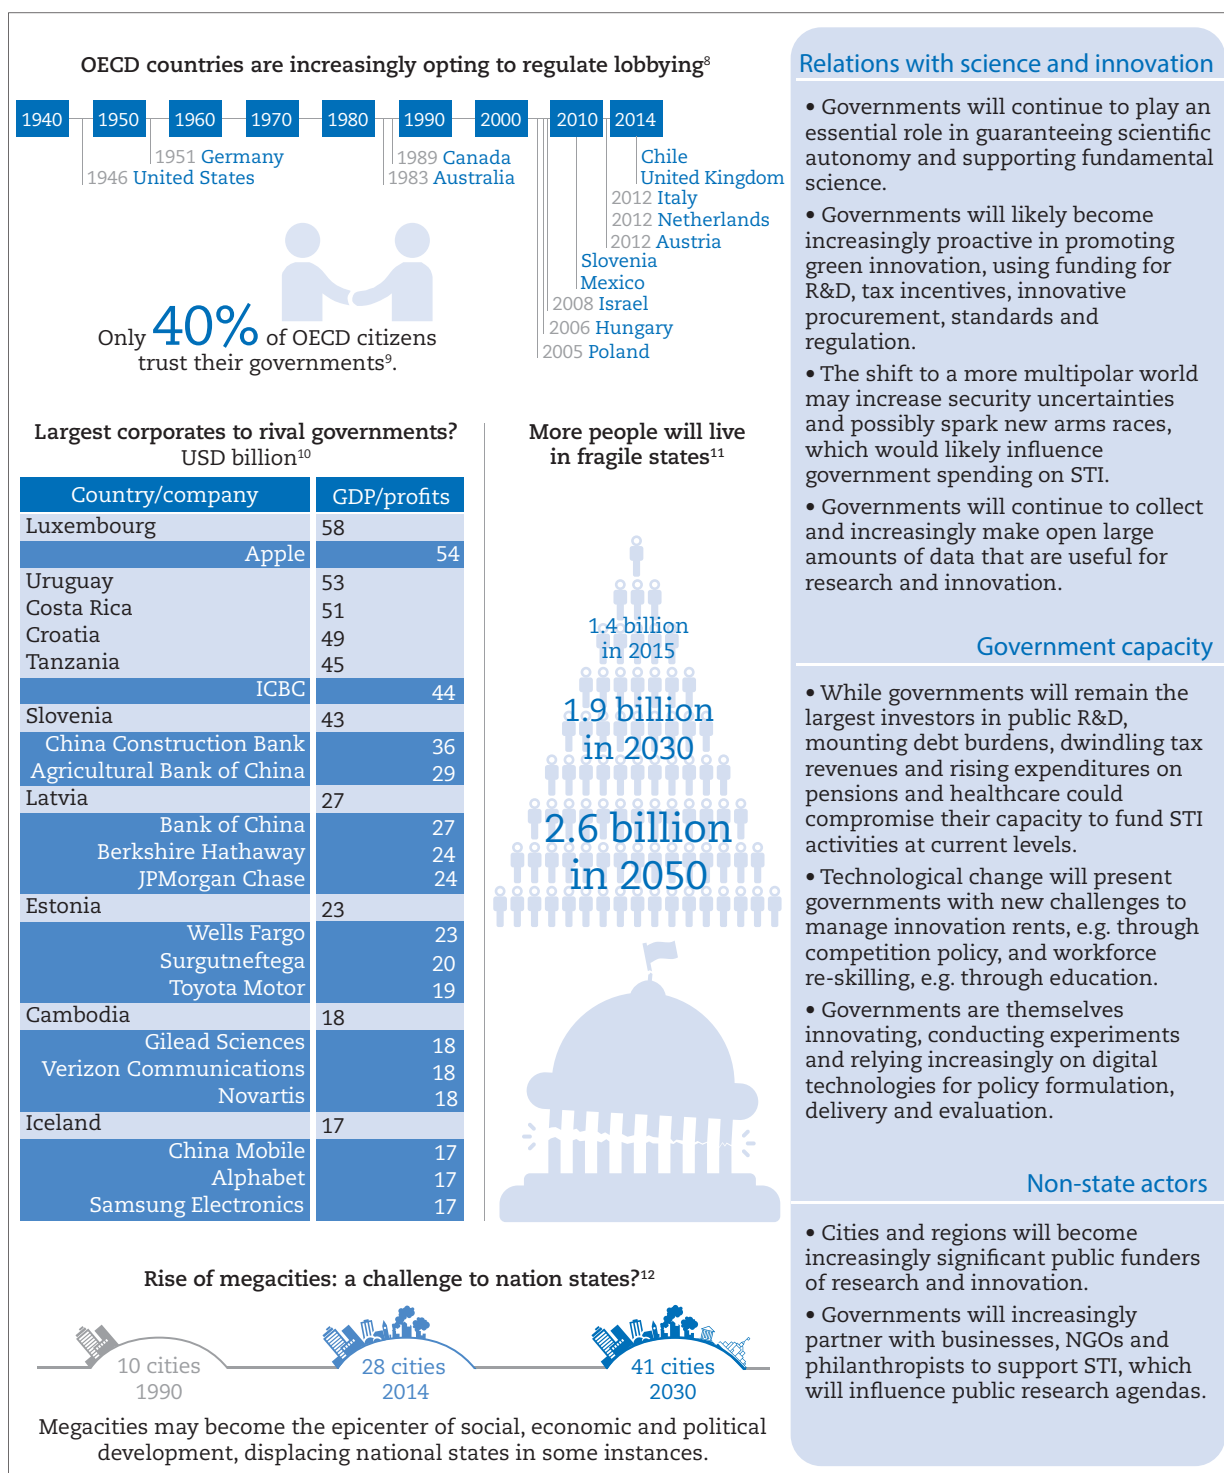 OECD countries are increasingly opting to regulate lobbying⁸
1940 1950 1960 1970 1980 1990 2000 2010 2014
1951 Germany
1946 United States
1989 Canada
1983 Australia
Chile
United Kingdom
2012 Italy
2012 Netherlands
2012 Austria
Slovenia
Mexico
2008 Israel
2006 Hungary
2005 Poland
Only 40% of OECD citizens
trust their governments⁹.
Largest corporates to rival governments?
USD billion¹⁰
Country/company GDP/profits
Luxembourg 58
Apple 54
Uruguay 53
Costa Rica 51
Croatia 49
Tanzania 45
ICBC 44
Slovenia 43
China Construction Bank 36
Agricultural Bank of China 29
Latvia 27
Bank of China 27
Berkshire Hathaway 24
JPMorgan Chase 24
Estonia 23
Wells Fargo 23
Surgutneftega 20
Toyota Motor 19
Cambodia 18
Gilead Sciences 18
Verizon Communications 18
Novartis 18
Iceland 17
China Mobile 17
Alphabet 17
Samsung Electronics 17
More people will live
in fragile states¹¹
1.4 billion
in 2015
1.9 billion
in 2030
2.6 billion
in 2050
Rise of megacities: a challenge to nation states?¹²
10 cities
1990
28 cities
2014
41 cities
2030
Megacities may become the epicenter of social, economic and political
development, displacing national states in some instances.
Relations with science and innovation
• Governments will continue to play an
essential role in guaranteeing scientific
autonomy and supporting fundamental
science.
• Governments will likely become
increasingly proactive in promoting
green innovation, using funding for
R&D, tax incentives, innovative
procurement, standards and
regulation.
• The shift to a more multipolar world
may increase security uncertainties
and possibly spark new arms races,
which would likely influence
government spending on STI.
• Governments will continue to collect
and increasingly make open large
amounts of data that are useful for
research and innovation.
Government capacity
• While governments will remain the
largest investors in public R&D,
mounting debt burdens, dwindling tax
revenues and rising expenditures on
pensions and healthcare could
compromise their capacity to fund STI
activities at current levels.
• Technological change will present
governments with new challenges to
manage innovation rents, e.g. through
competition policy, and workforce
re-skilling, e.g. through education.
• Governments are themselves
innovating, conducting experiments
and relying increasingly on digital
technologies for policy formulation,
delivery and evaluation.
Non-state actors
• Cities and regions will become
increasingly significant public funders
of research and innovation.
• Governments will increasingly
partner with businesses, NGOs and
philanthropists to support STI, which
will influence public research agendas.